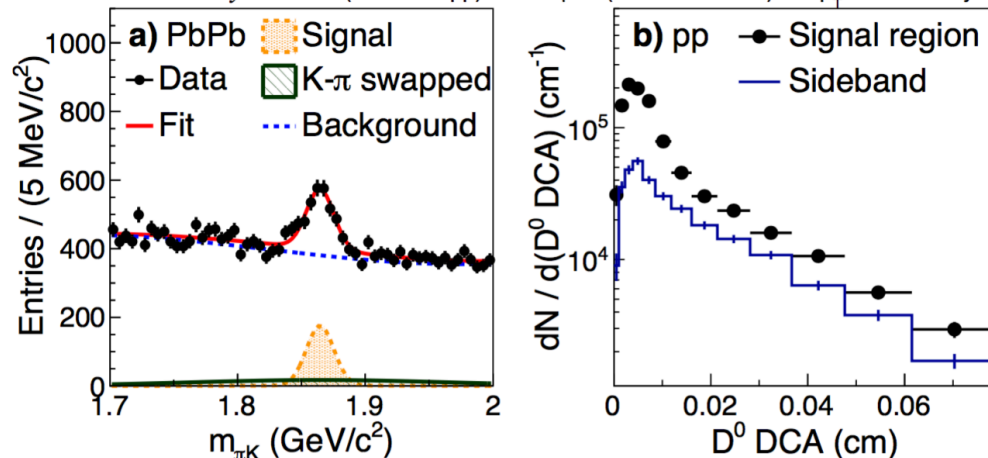 a) PbPb
Signal
Data
K-π swapped
Fit
Background
Entries / (5 MeV/c²)
1000
800
600
400
200
0
1.7
1.8
1.9
2
m_πK (GeV/c²)
b) pp
Signal region
Sideband
dN / d(D⁰ DCA) (cm⁻¹)
10⁵
10⁴
0
0.02
0.04
0.06
D⁰ DCA (cm)